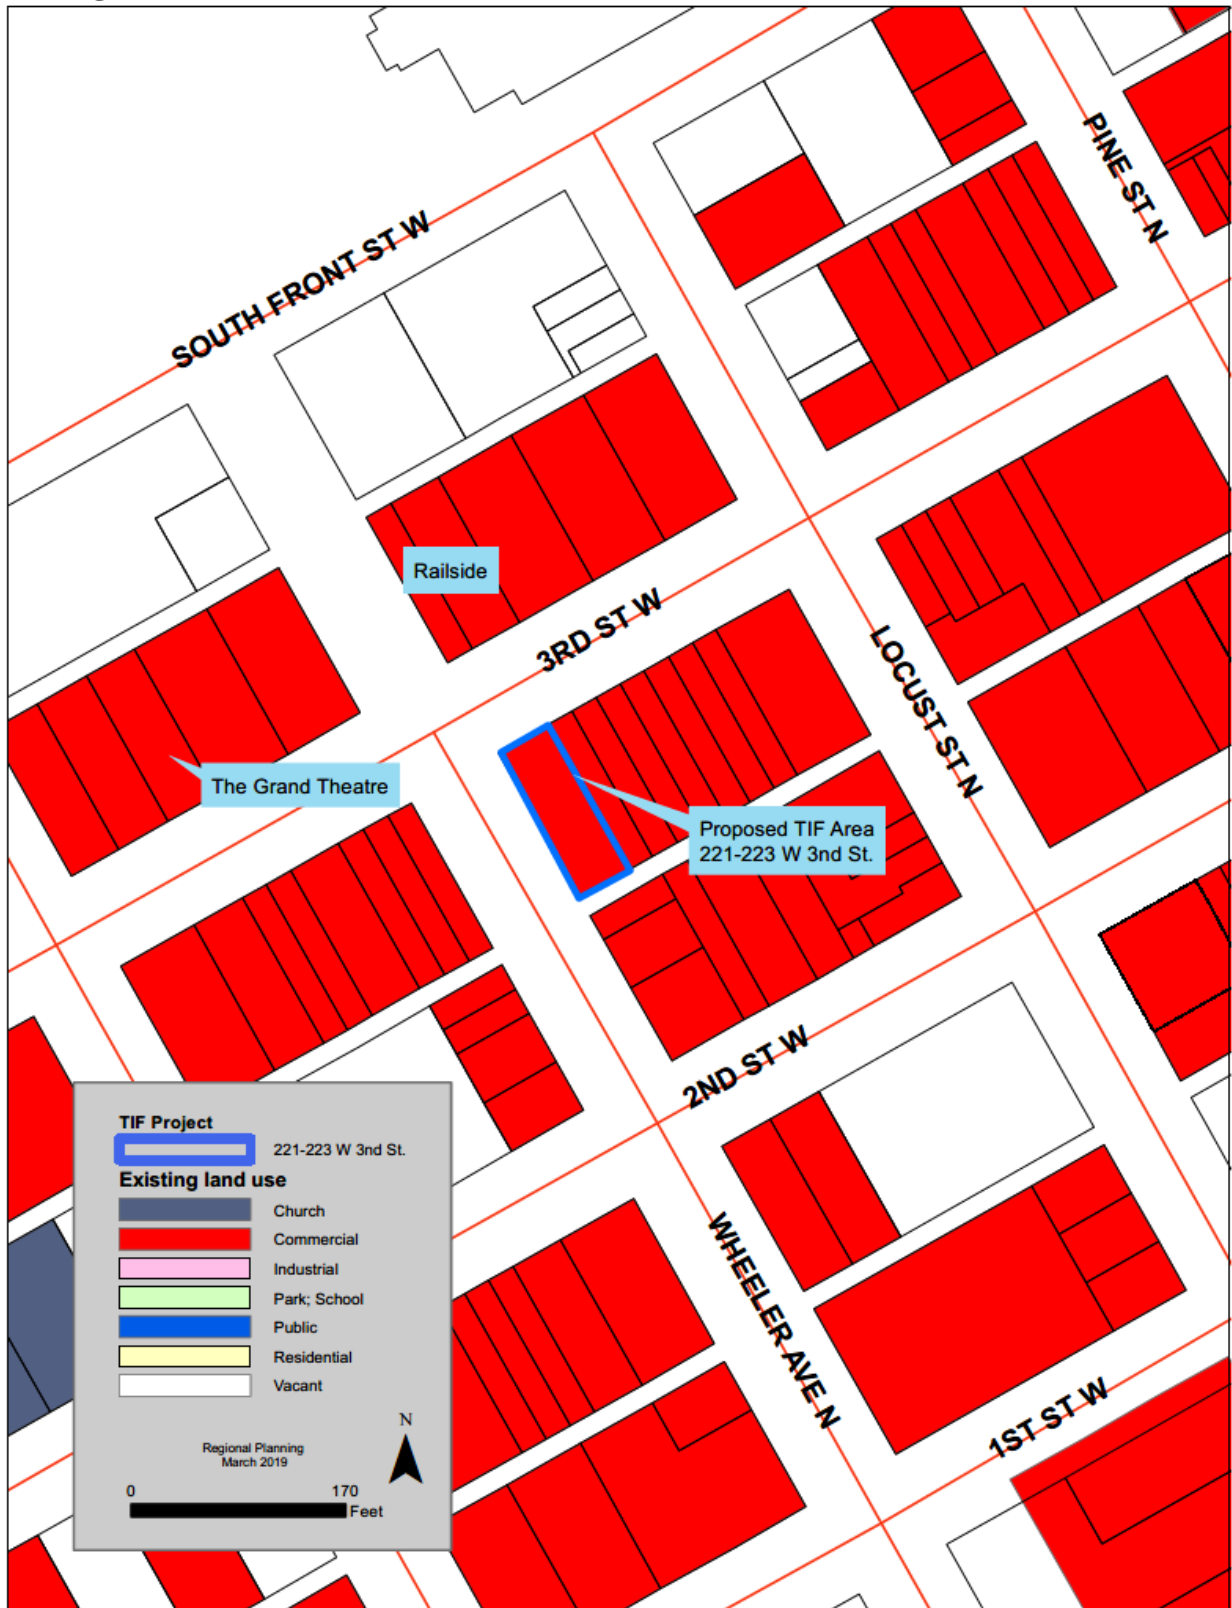 PINE ST N
SOUTH FRONT ST W
Railside
3RD ST W
LOCUST ST N
The Grand Theatre
Proposed TIF Area
221-223 W 3nd St.
2ND ST W
WHEELER AVE N
1ST ST W
TIF Project
221-223 W 3nd St.
Existing land use
Church
Commercial
Industrial
Park; School
Public
Residential
Vacant
Regional Planning
March 2019
N
0 170
Feet